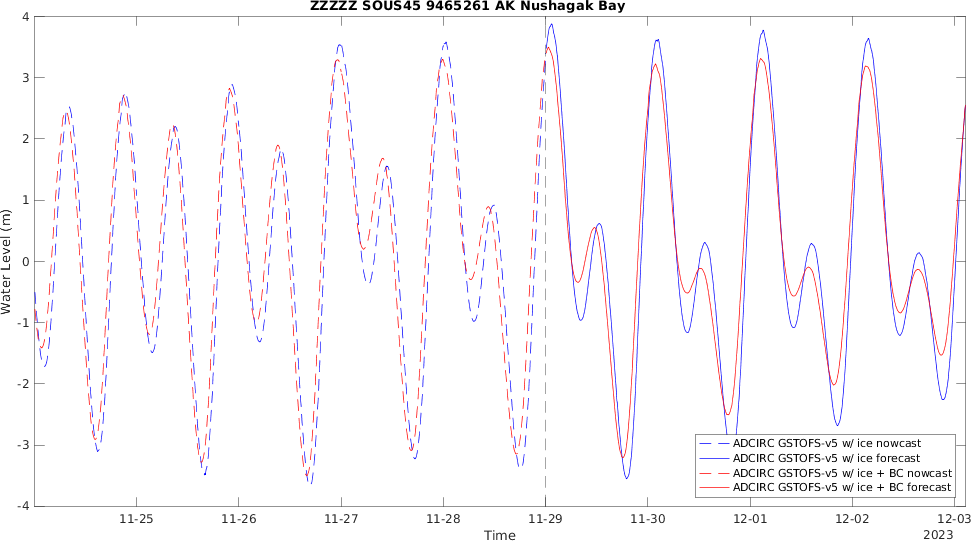 ZZZZZ SOUS45 9465261 AK Nushagak Bay
4
3
2
1
0
-1
-2
-3
-4
Water Level (m)
11-25
11-26
11-27
11-28
11-29
11-30
12-01
12-02
12-03
Time
2023
ADCIRC GSTOFS-v5 w/ ice nowcast
ADCIRC GSTOFS-v5 w/ ice forecast
ADCIRC GSTOFS-v5 w/ ice + BC nowcast
ADCIRC GSTOFS-v5 w/ ice + BC forecast